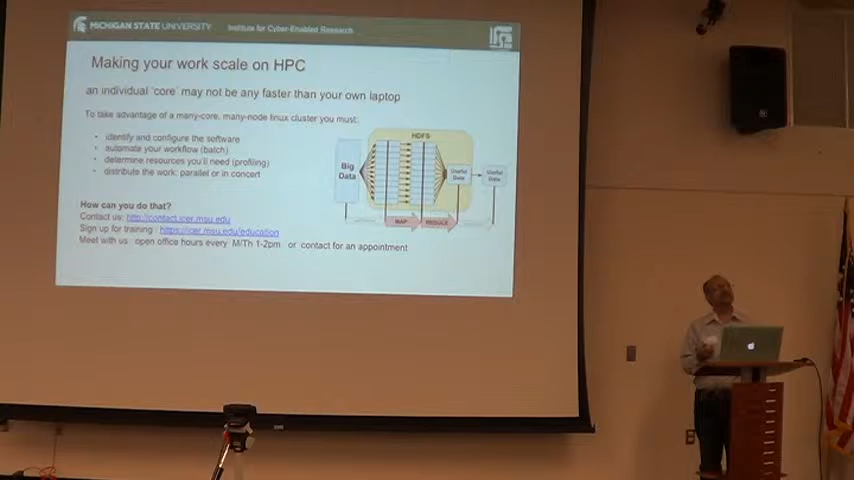 MICHIGAN STATE UNIVERSITY Institute for Cyber-Enabled Research
Making your work scale on HPC
an individual 'core' may not be any faster than your own laptop
To take advantage of a many-core, many-node linux cluster you must:
• identify and configure the software
• automate your workflow (batch)
• determine resources you'll need (profiling)
• distribute the work: parallel or in concert
HDFS
Big
Data
Useful
Data
Useful
Data
MAP
REDUCE
How can you do that?
Contact us: http://contact.icer.msu.edu
Sign up for training : https://icer.msu.edu/education
Meet with us : open office hours every M/Th 1-2pm or contact for an appointment